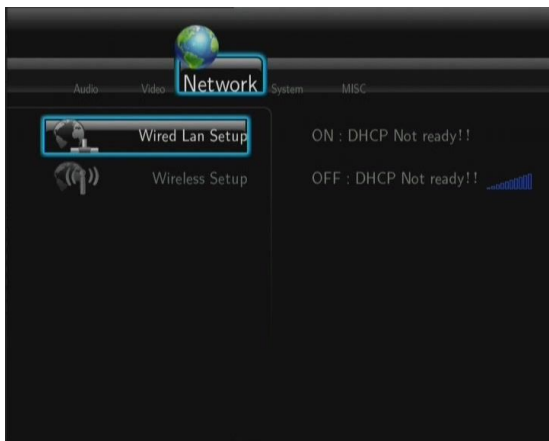 Audio Video Network System MISC
Wired Lan Setup ON : DHCP Not ready!!
Wireless Setup OFF : DHCP Not ready!!